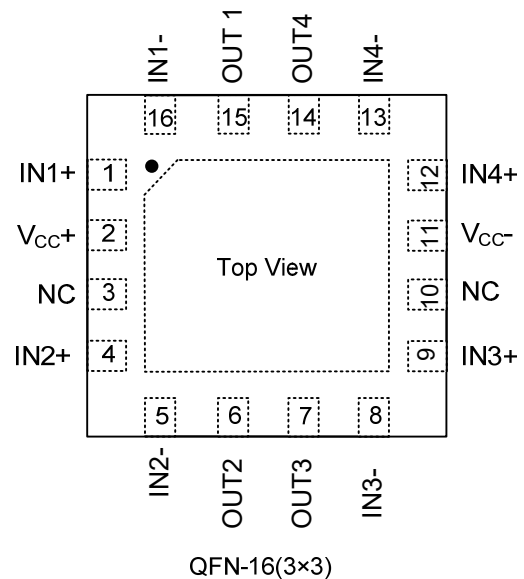 IN1-
OUT 1
OUT4
IN4-
16
15
14
13
IN1+
1
12
IN4+
VCC+
2
11
VCC-
NC
3
Top View
10
NC
IN2+
4
9
IN3+
5
6
7
8
IN2-
OUT2
OUT3
IN3-
QFN-16(3×3)